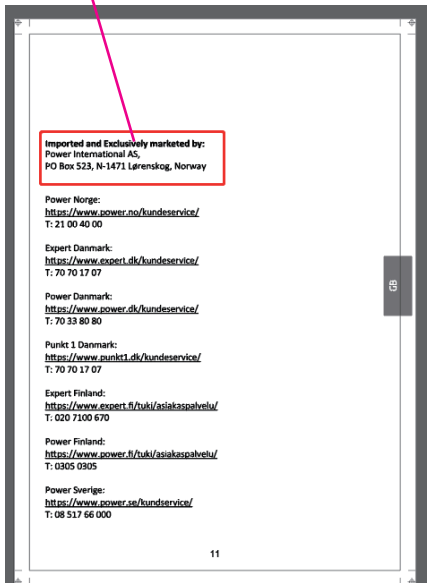 Imported and Exclusively marketed by:
Power International AS,
PO Box 523, N-1471 Lørenskog, Norway
Power Norge:
https://www.power.no/kundeservice/
T: 21 00 40 00
Expert Danmark:
https://www.expert.dk/kundeservice/
T: 70 70 17 07
Power Danmark:
https://www.power.dk/kundeservice/
T: 70 33 80 80
Punkt 1 Danmark:
https://www.punkt1.dk/kundeservice/
T: 70 70 17 07
Expert Finland:
https://www.expert.fi/tuki/asiakaspalvelu/
T: 020 7100 670
Power Finland:
https://www.power.fi/tuki/asiakaspalvelu/
T: 0305 0305
Power Sverige:
https://www.power.se/kundservice/
T: 08 517 66 000
GB
11